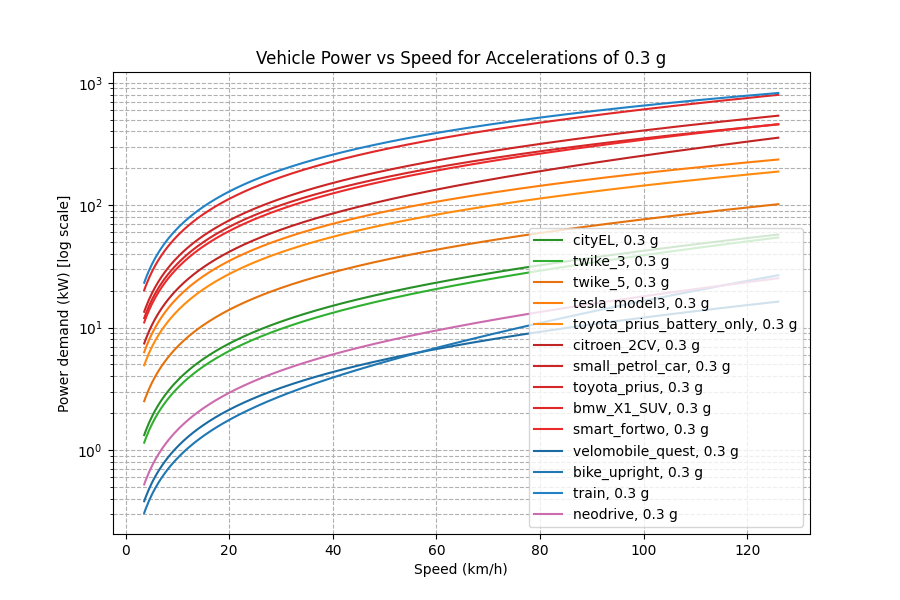 Vehicle Power vs Speed for Accelerations of 0.3 g
10³
10²
10¹
10⁰
Power demand (kW) [log scale]
cityEL, 0.3 g
twike_3, 0.3 g
twike_5, 0.3 g
tesla_model3, 0.3 g
toyota_prius_battery_only, 0.3 g
citroen_2CV, 0.3 g
small_petrol_car, 0.3 g
toyota_prius, 0.3 g
bmw_X1_SUV, 0.3 g
smart_fortwo, 0.3 g
velomobile_quest, 0.3 g
bike_upright, 0.3 g
train, 0.3 g
neodrive, 0.3 g
0 20 40 60 80 100 120
Speed (km/h)